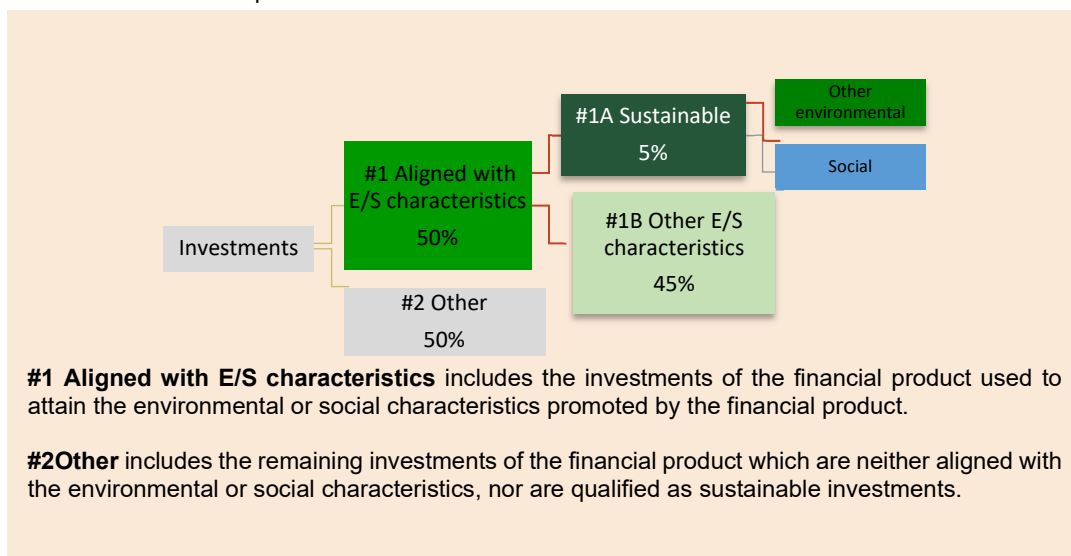 Other
environmental
#1A Sustainable
5%
Social
#1 Aligned with
E/S characteristics
50%
#1B Other E/S
characteristics
45%
Investments
#2 Other
50%
#1 Aligned with E/S characteristics includes the investments of the financial product used to
attain the environmental or social characteristics promoted by the financial product.
#2Other includes the remaining investments of the financial product which are neither aligned with
the environmental or social characteristics, nor are qualified as sustainable investments.